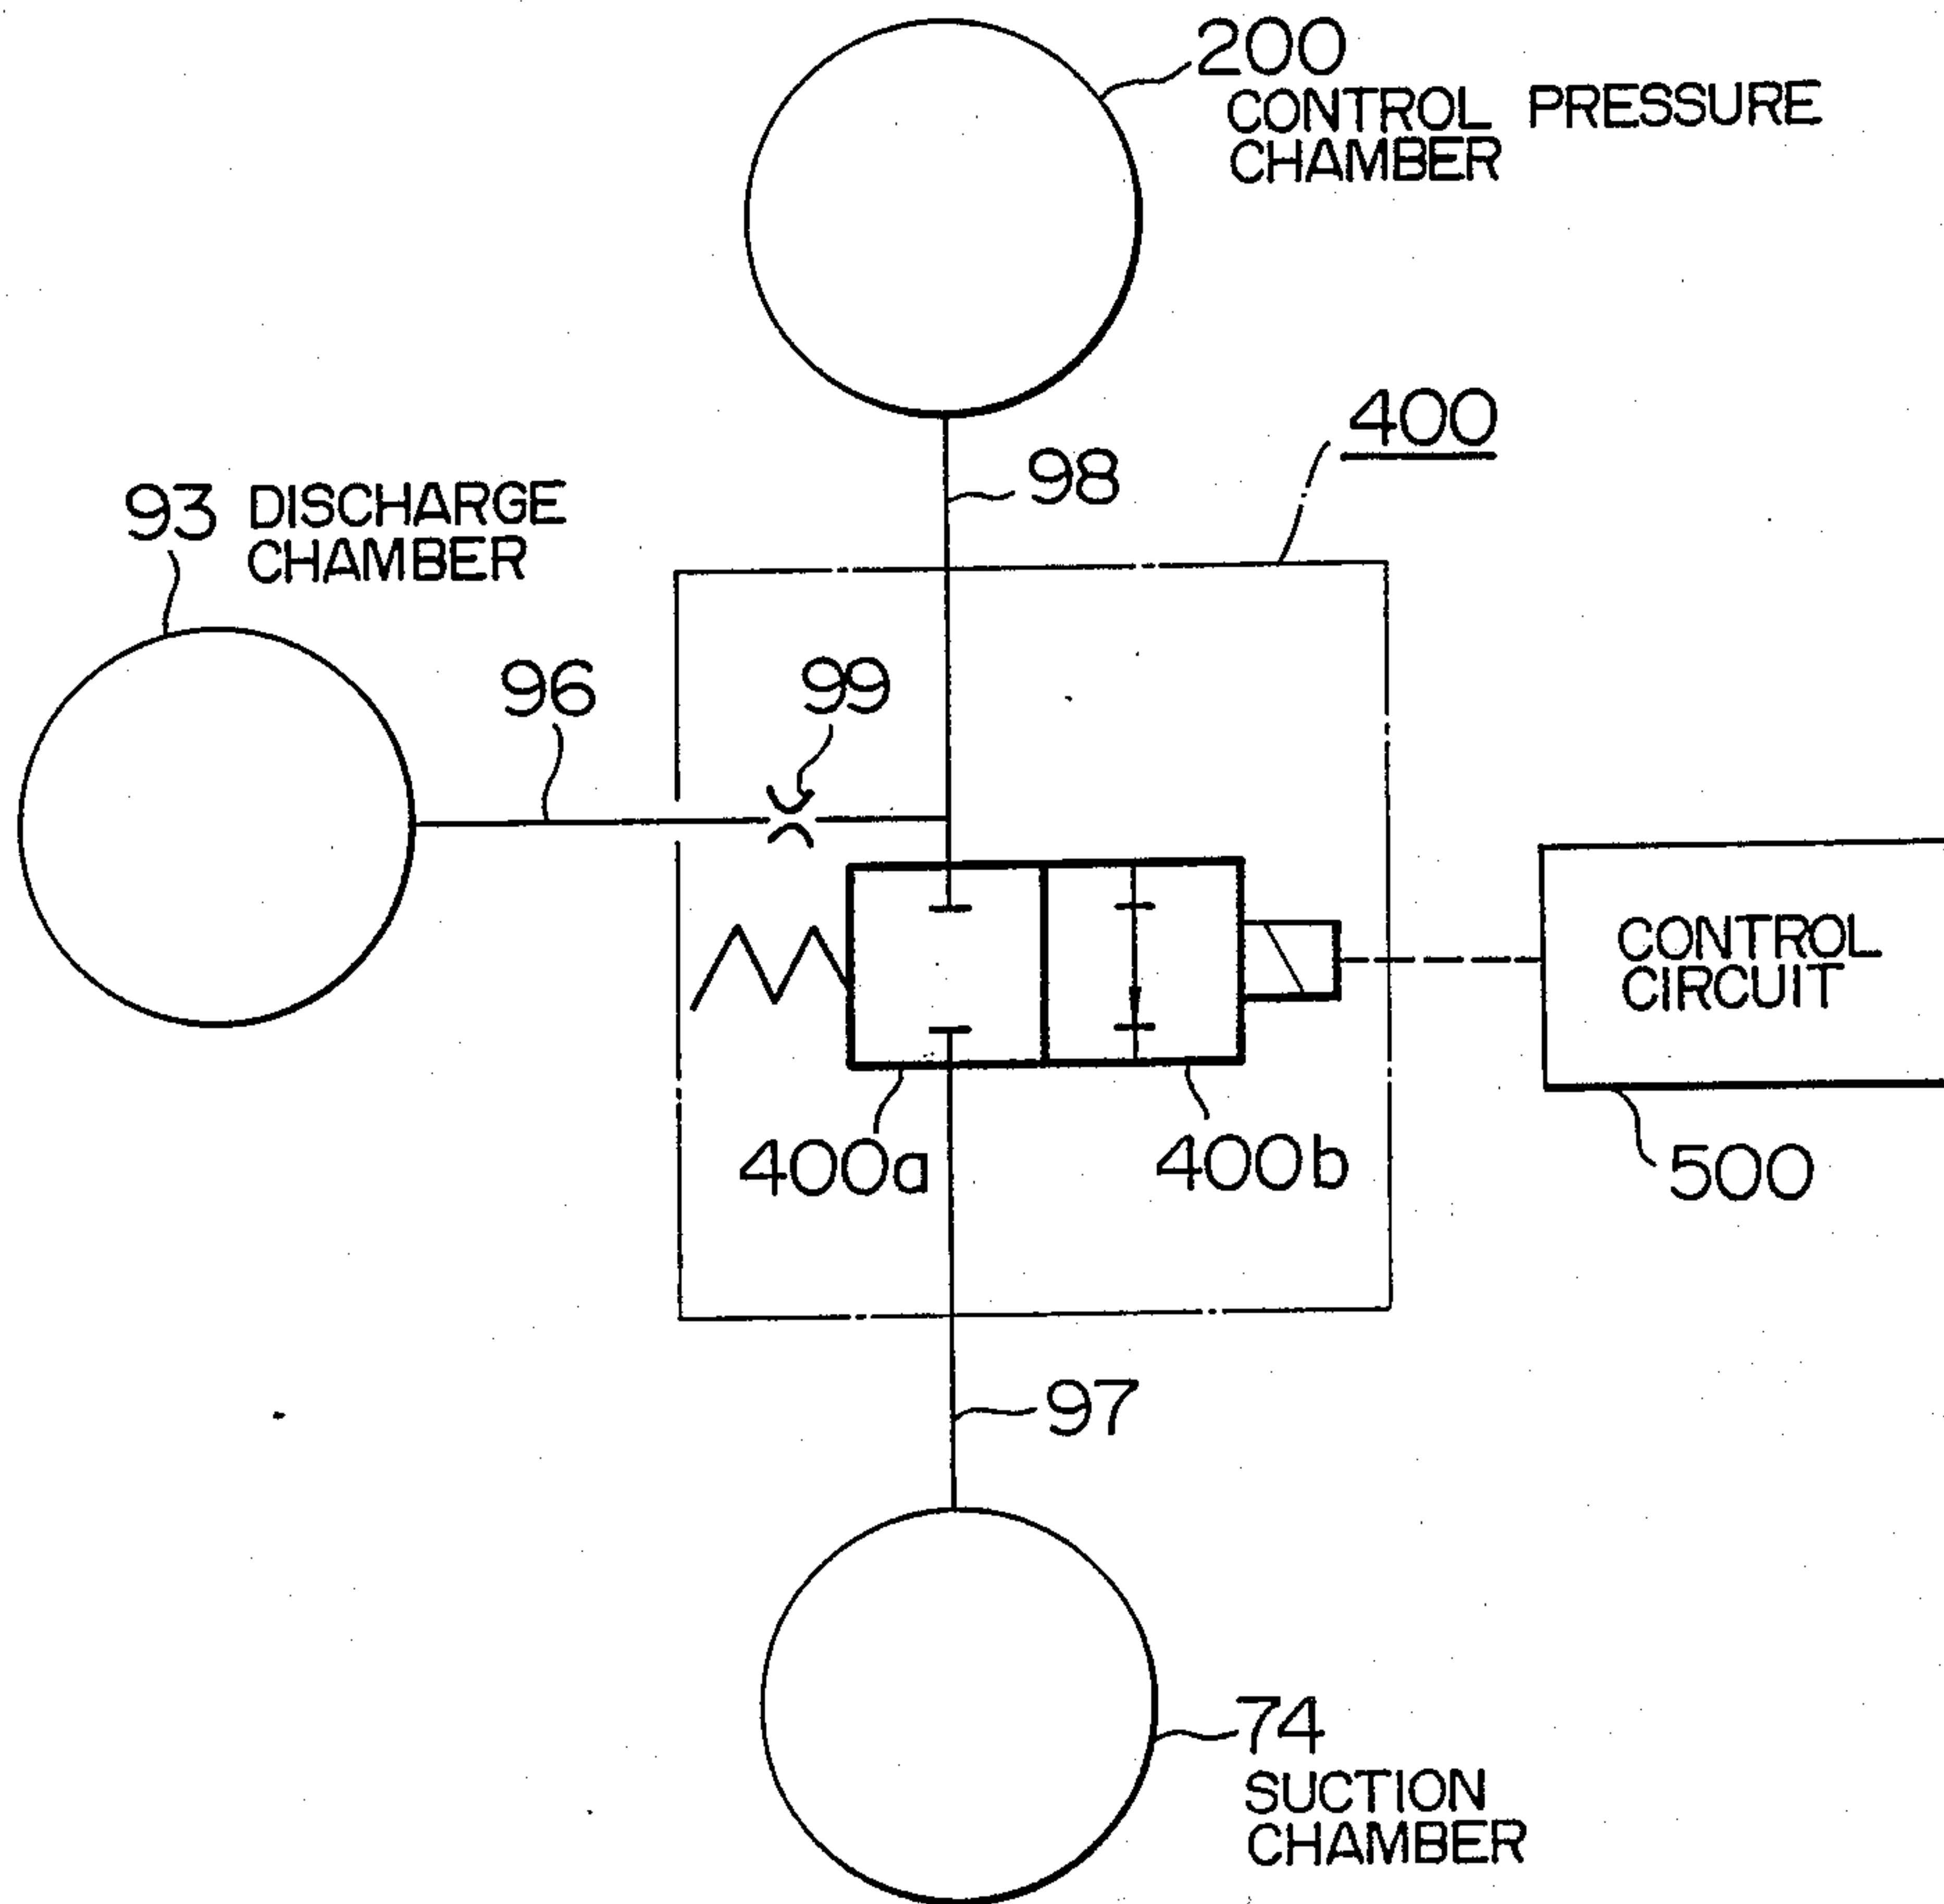 200
CONTROL PRESSURE
CHAMBER
400
98
93 DISCHARGE
CHAMBER
96
99
CONTROL
CIRCUIT
400a
400b
500
97
74
SUCTION
CHAMBER